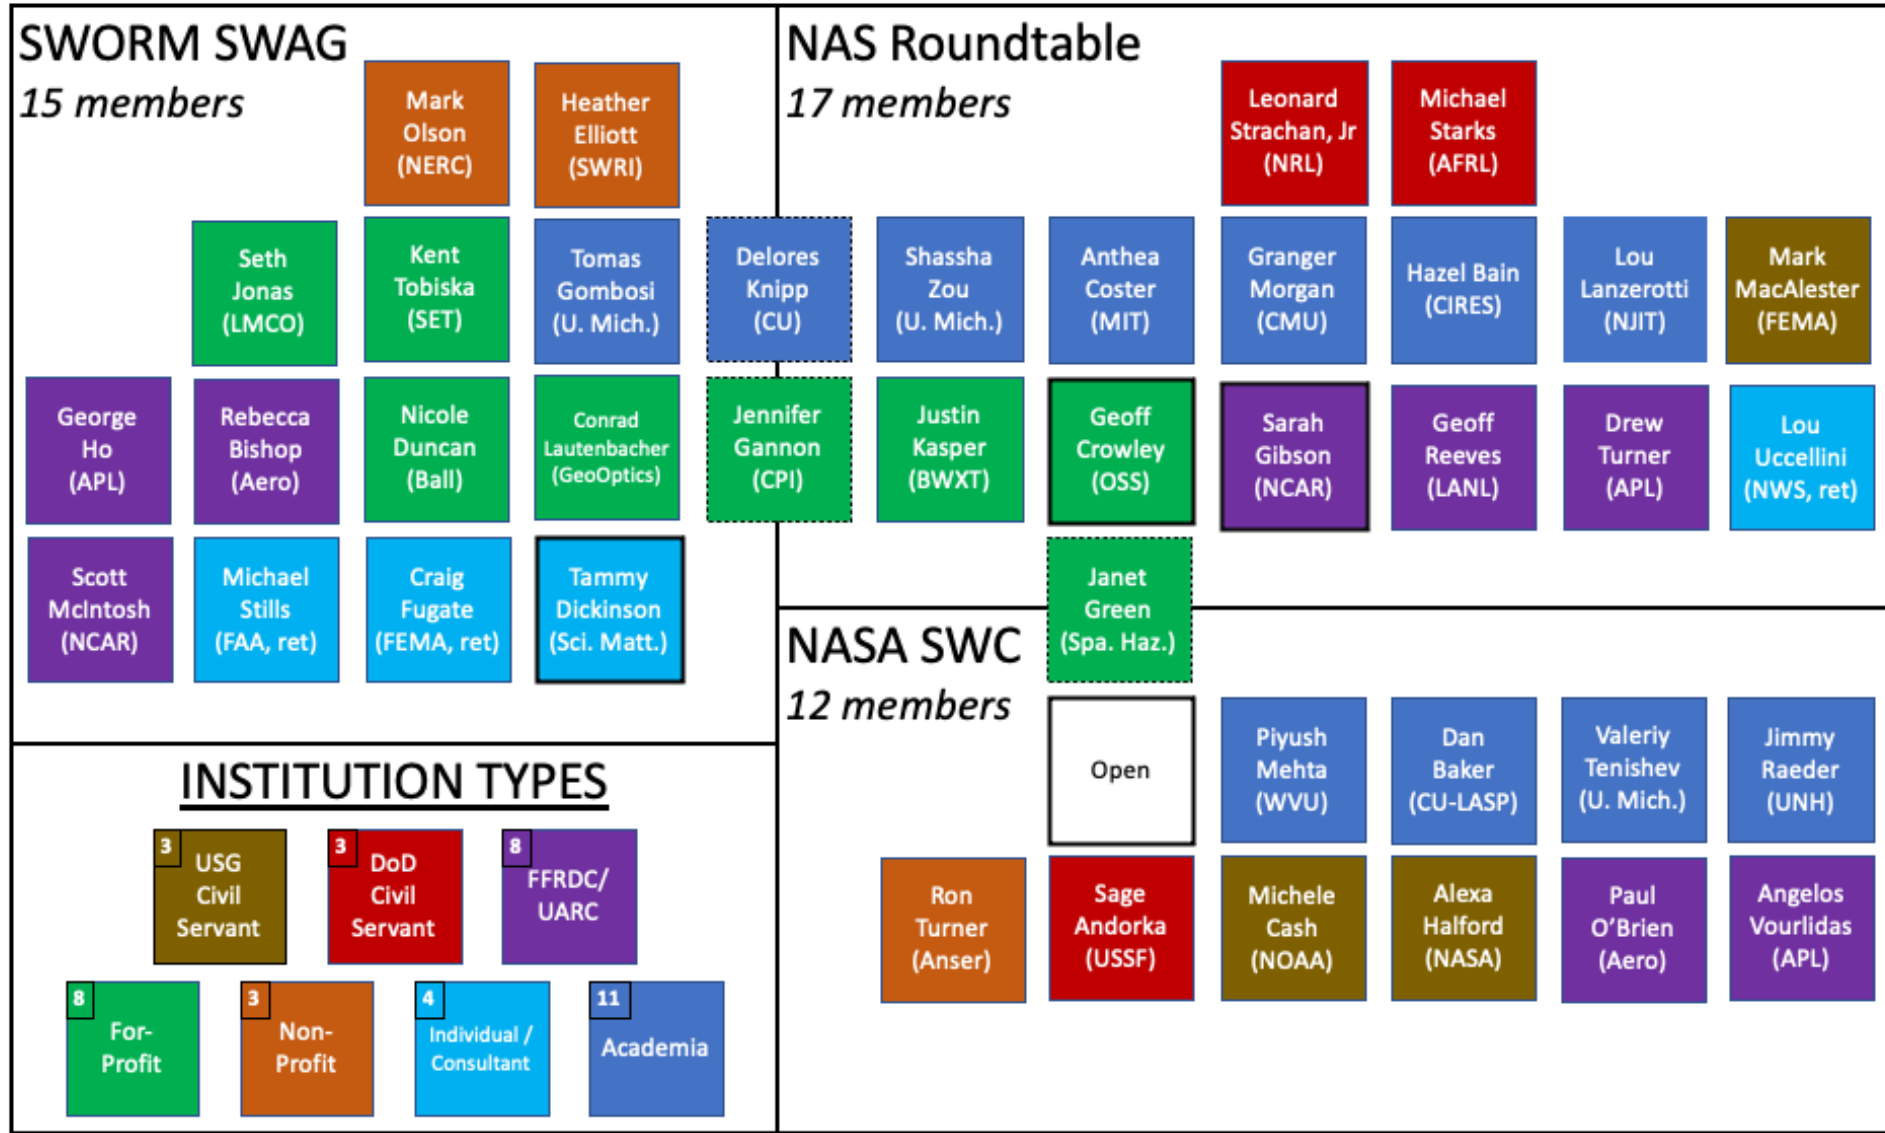 SWORM SWAG
15 members
Mark
Olson
(NERC)
Heather
Elliott
(SWRI)
Seth
Jonas
(LMCO)
Kent
Tobiska
(SET)
Tomas
Gombosi
(U. Mich.)
Delores
Knipp
(CU)
George
Ho
(APL)
Rebecca
Bishop
(Aero)
Nicole
Duncan
(Ball)
Conrad
Lautenbacher
(GeoOptics)
Jennifer
Gannon
(CPI)
Scott
McIntosh
(NCAR)
Michael
Stills
(FAA, ret)
Craig
Fugate
(FEMA, ret)
Tammy
Dickinson
(Sci. Matt.)
NAS Roundtable
17 members
Leonard
Strachan, Jr
(NRL)
Michael
Starks
(AFRL)
Shassha
Zou
(U. Mich.)
Anthea
Coster
(MIT)
Granger
Morgan
(CMU)
Hazel Bain
(CIRES)
Lou
Lanzerotti
(NJIT)
Mark
MacAlester
(FEMA)
Justin
Kasper
(BWXT)
Geoff
Crowley
(OSS)
Sarah
Gibson
(NCAR)
Geoff
Reeves
(LANL)
Drew
Turner
(APL)
Lou
Uccellini
(NWS, ret)
Janet
Green
(Spa. Haz.)
NASA SWC
12 members
Open
Piyush
Mehta
(WVU)
Dan
Baker
(CU-LASP)
Valeriy
Tenishev
(U. Mich.)
Jimmy
Raeder
(UNH)
Ron
Turner
(Anser)
Sage
Andorka
(USSF)
Michele
Cash
(NOAA)
Alexa
Halford
(NASA)
Paul
O'Brien
(Aero)
Angelos
Vourlidas
(APL)
INSTITUTION TYPES
3
USG
Civil
Servant
3
DoD
Civil
Servant
8
FFRDC/
UARC
8
For-
Profit
3
Non-
Profit
4
Individual /
Consultant
11
Academia